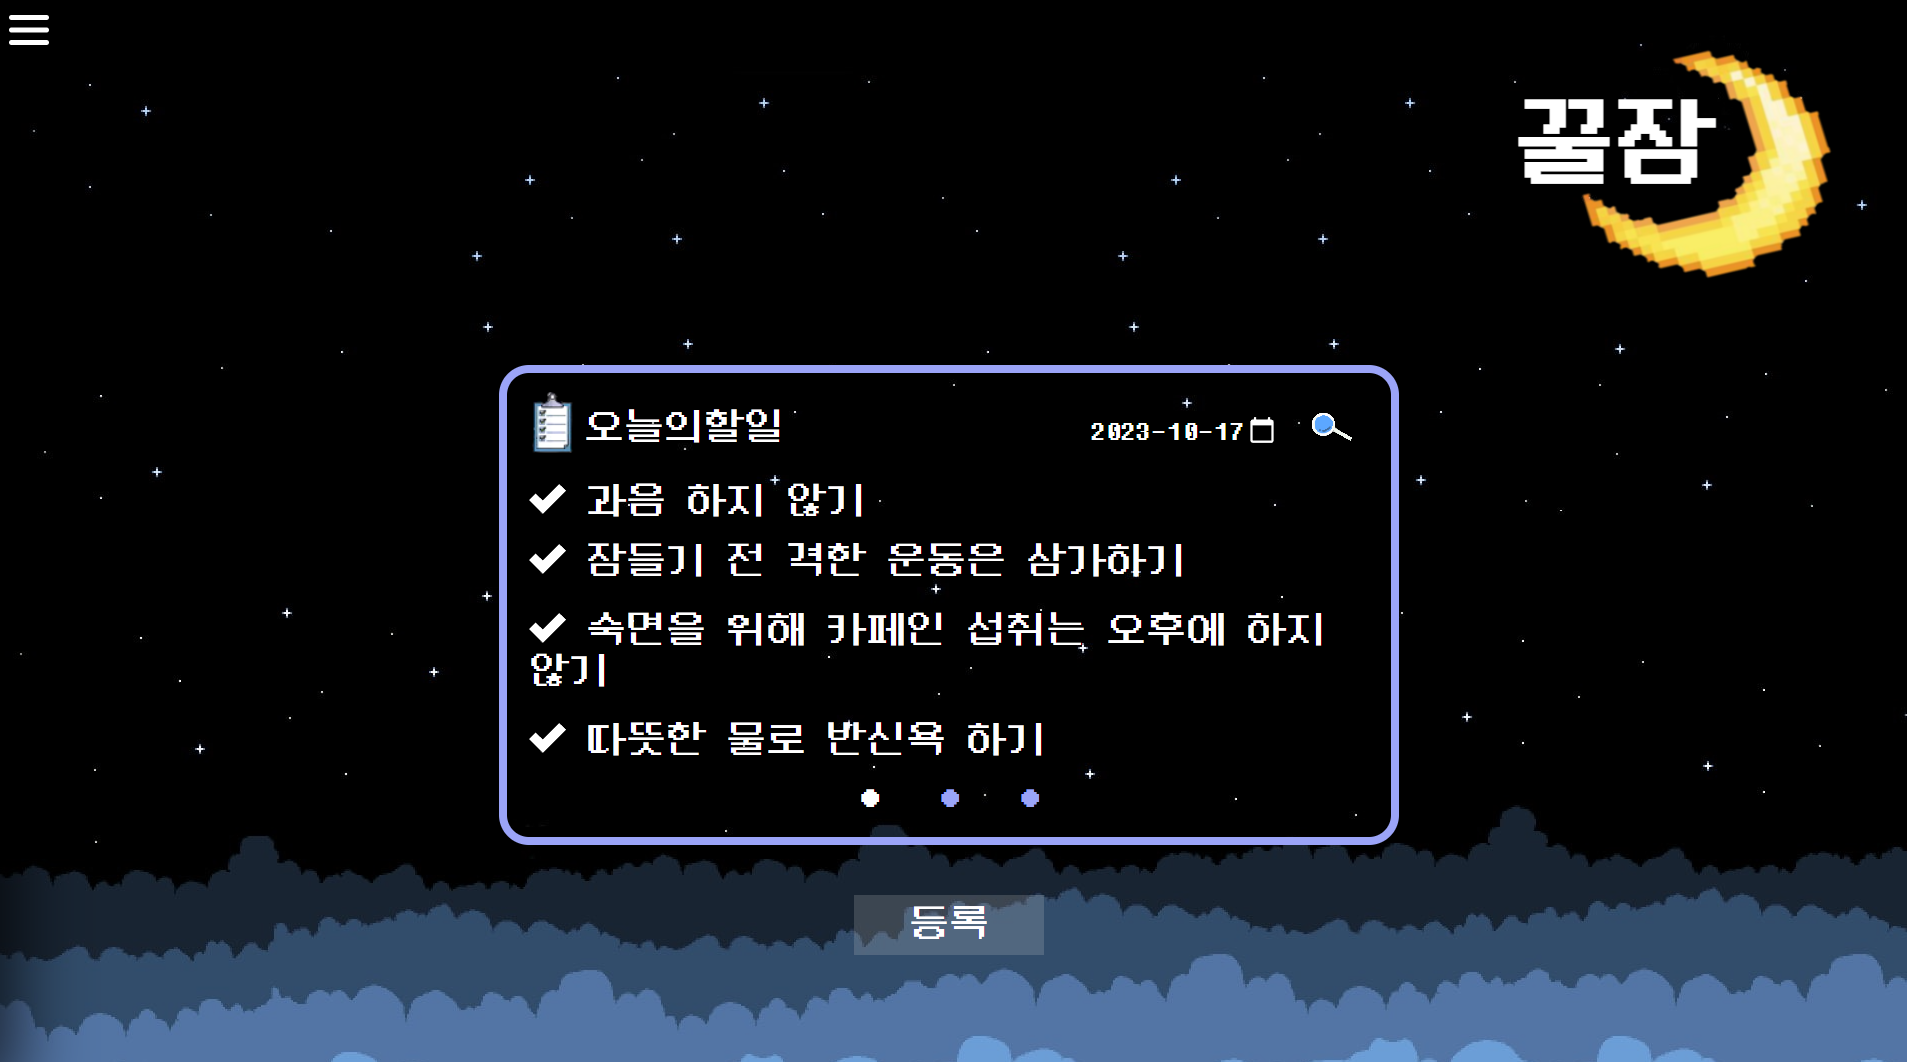 꿀잠
오늘의할일 2023-10-17
과음 하지 않기
잠들기 전 격한 운동은 삼가하기
숙면을 위해 카페인 섭취는 오후에 하지
않기
따뜻한 물로 반신욕 하기
등록